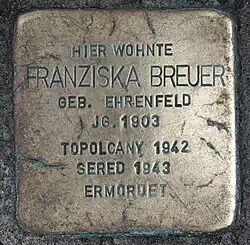 HIER WOHNTE
FRANZISKA BREUER
GEB. EHRENFELD
JG. 1903
TOPOLCANY 1942
SERED 1943
ERMORDET